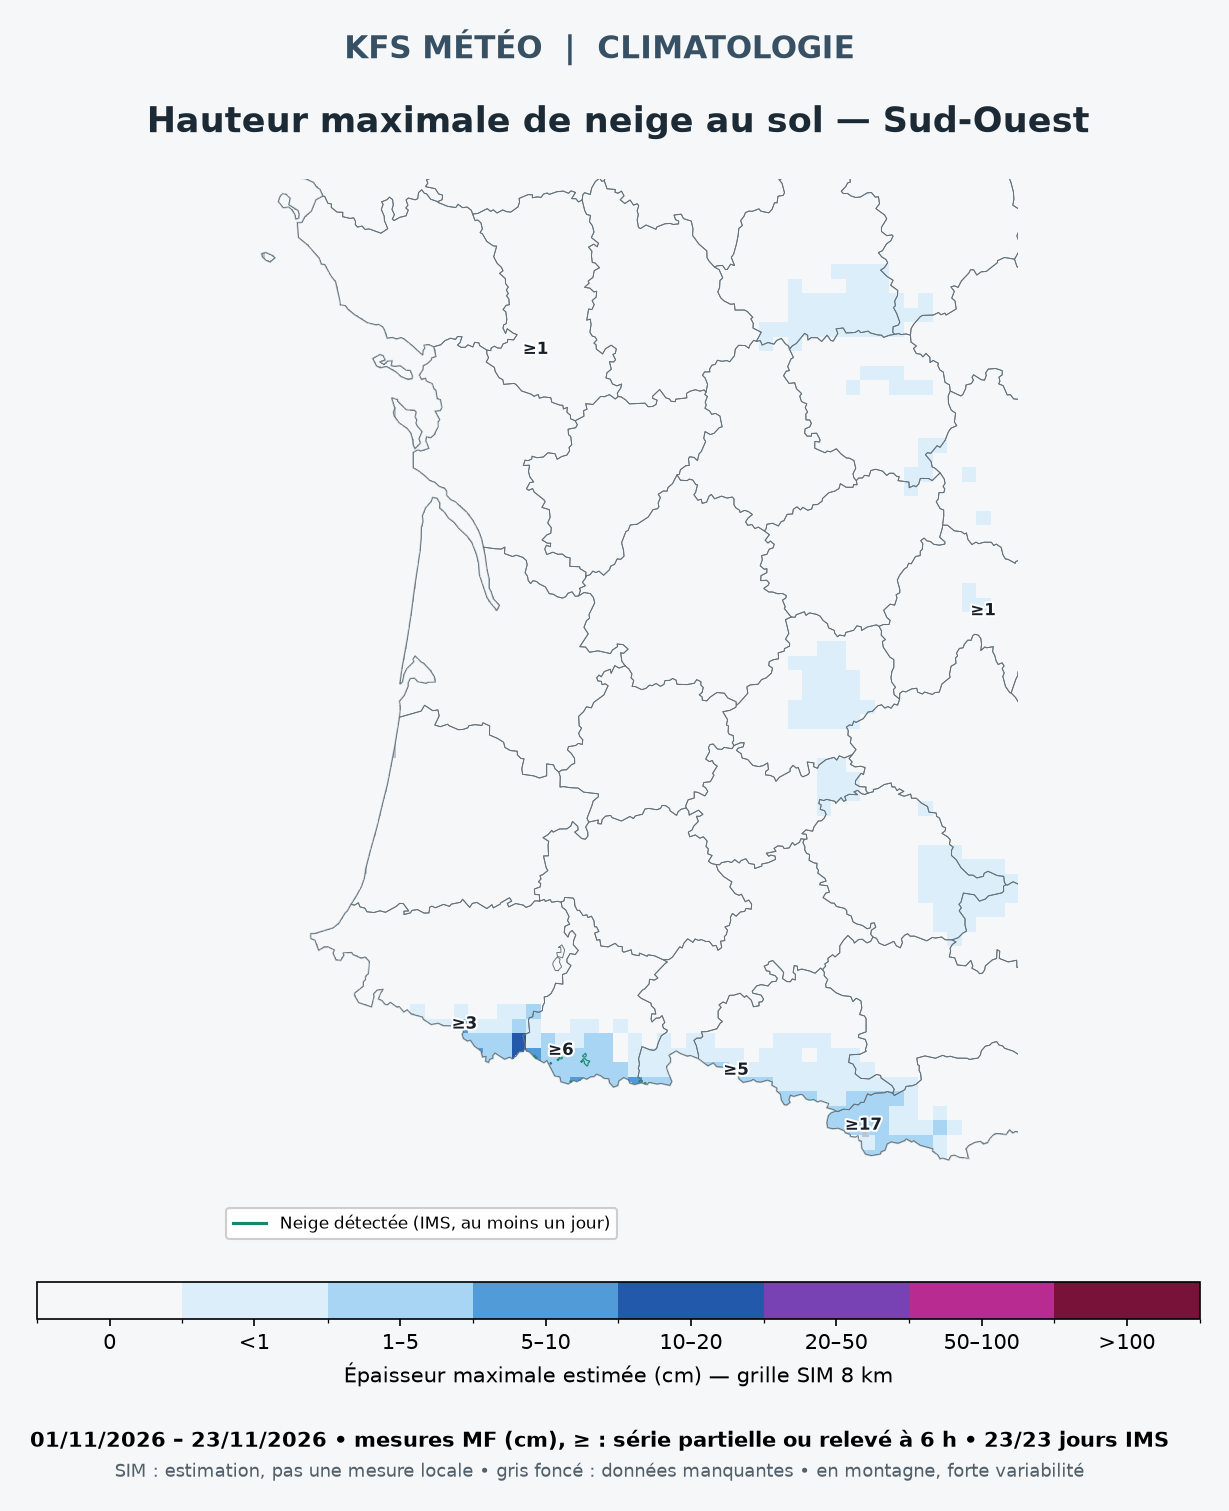 KFS MÉTÉO | CLIMATOLOGIE
Hauteur maximale de neige au sol — Sud-Ouest
≥1
≥1
≥3
≥6
≥5
≥17
Neige détectée (IMS, au moins un jour)
0 <1 1–5 5–10 10–20 20–50 50–100 >100
Épaisseur maximale estimée (cm) — grille SIM 8 km
01/11/2026 – 23/11/2026 • mesures MF (cm), ≥ : série partielle ou relevé à 6 h • 23/23 jours IMS
SIM : estimation, pas une mesure locale • gris foncé : données manquantes • en montagne, forte variabilité